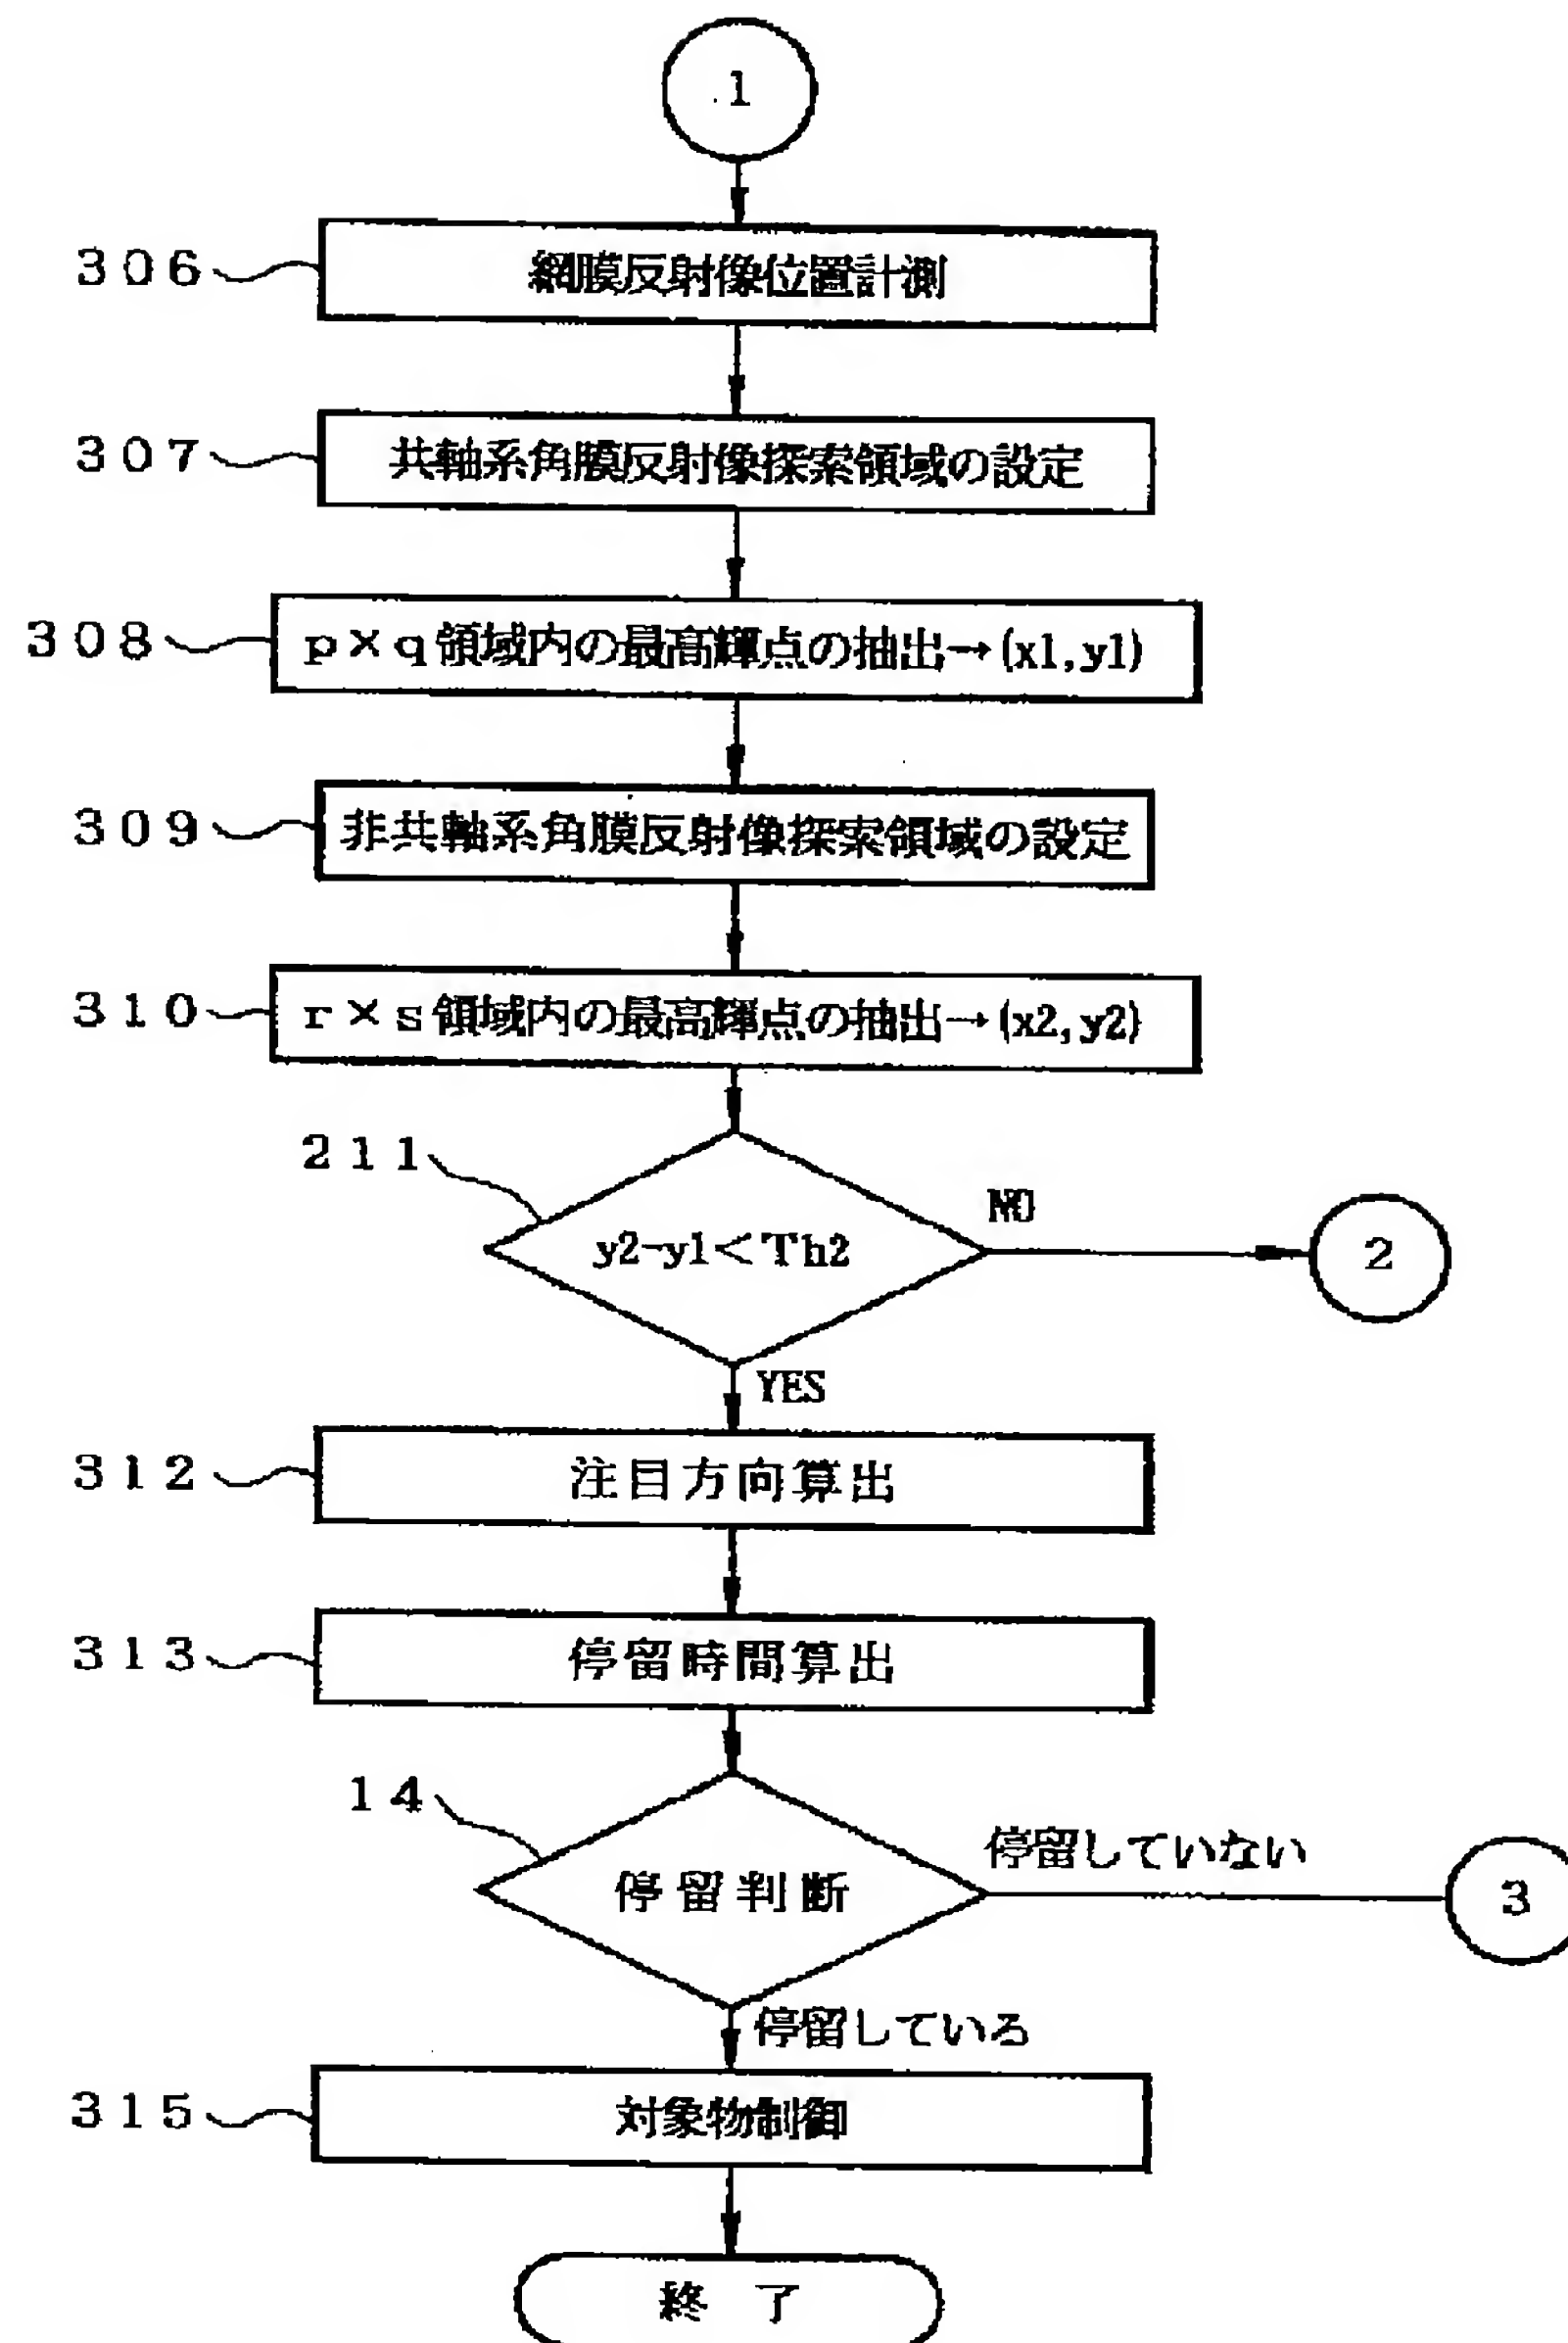 1
306
網膜反射像位置計測
307
共軸系角膜反射像探索領域の設定
308
p×q領域内の最高輝点の抽出→(x1,y1)
309
非共軸系角膜反射像探索領域の設定
310
r×s領域内の最高輝点の抽出→(x2,y2)
211
y2-y1<Th2
NO
2
YES
312
注目方向算出
313
停留時間算出
14
停留判断
停留していない
3
停留している
315
対象物制御
終 了